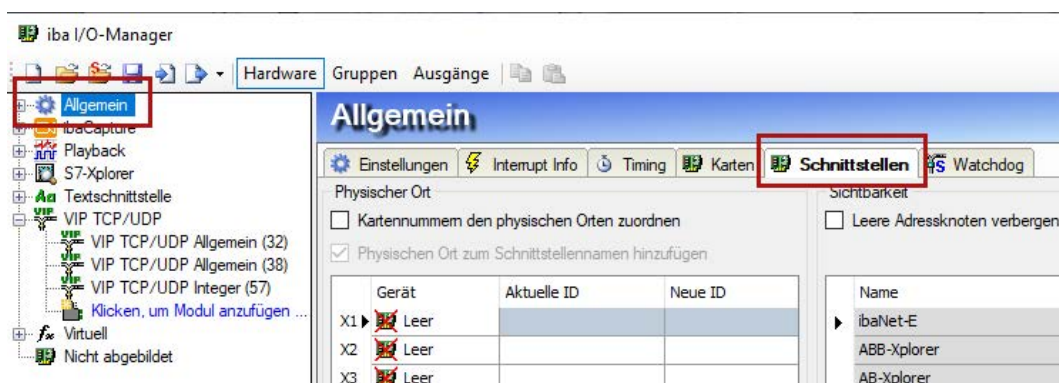 iba I/O-Manager
Hardware Gruppen Ausgänge
Allgemein
ibaCapture
Playback
S7-Xplorer
Textschnittstelle
VIP TCP/UDP
VIP TCP/UDP Allgemein (32)
VIP TCP/UDP Allgemein (38)
VIP TCP/UDP Integer (57)
Klicken, um Modul anzufügen ...
Virtuell
Nicht abgebildet
Allgemein
Einstellungen Interrupt Info Timing Karten Schnittstellen Watchdog
Physischer Ort
Kartennummern den physischen Orten zuordnen
Physischen Ort zum Schnittstellennamen hinzufügen
Gerät Aktuelle ID Neue ID
X1 Leer
X2 Leer
X3 Leer
Sichtbarkeit
Leere Adressknoten verbergen
Name
ibaNet-E
ABB-Xplorer
AB-Xplorer